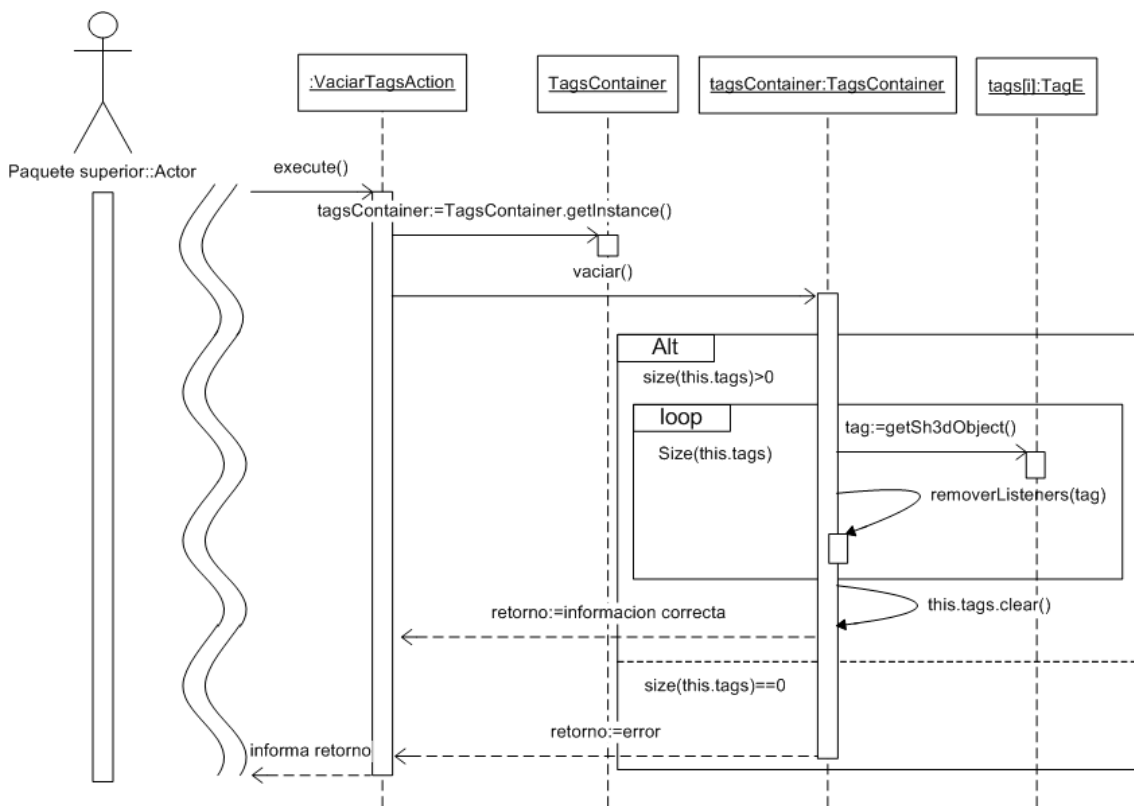 :VaciarTagsAction
TagsContainer
tagsContainer:TagsContainer
tags[i]:TagE
Paquete superior::Actor
execute()
tagsContainer:=TagsContainer.getInstance()
vaciar()
Alt
size(this.tags)>0
loop
Size(this.tags)
tag:=getSh3dObject()
removerListeners(tag)
this.tags.clear()
retorno:=informacion correcta
size(this.tags)==0
retorno:=error
informa retorno